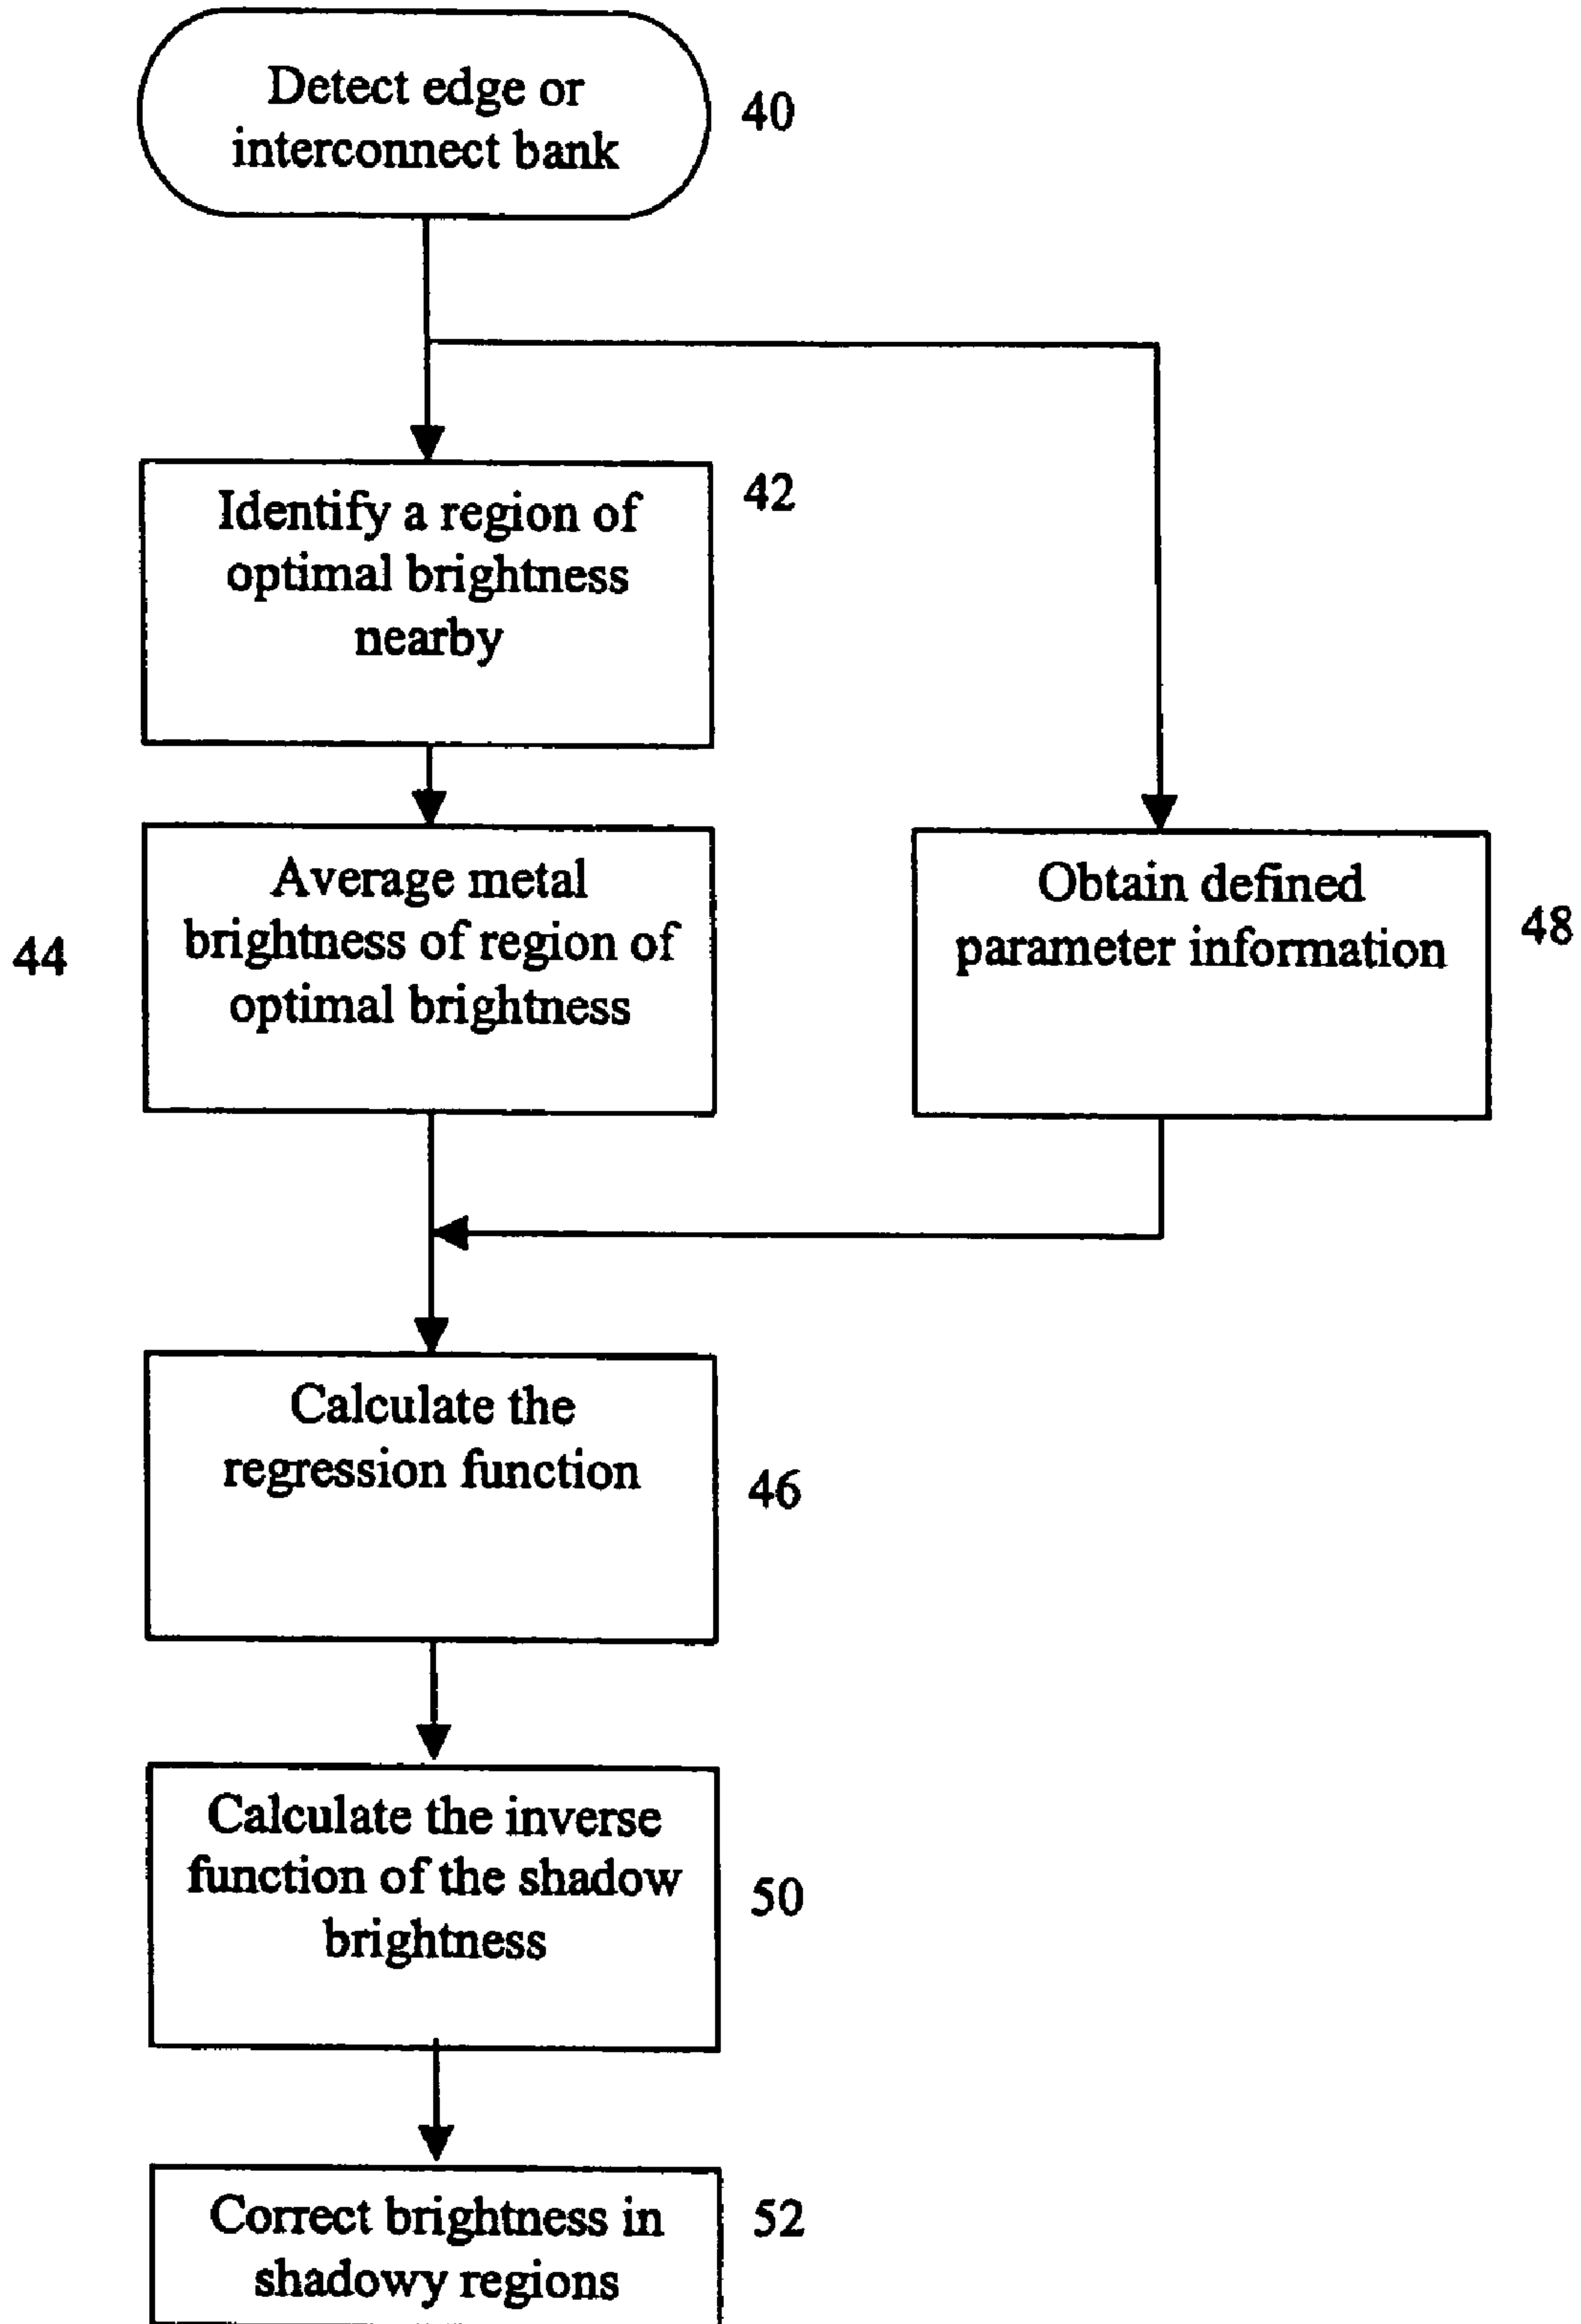 Detect edge or
interconnect bank
40
Identify a region of
optimal brightness
nearby
42
Average metal
brightness of region of
optimal brightness
44
Obtain defined
parameter information
48
Calculate the
regression function
46
Calculate the inverse
function of the shadow
brightness
50
Correct brightness in
shadowy regions
52